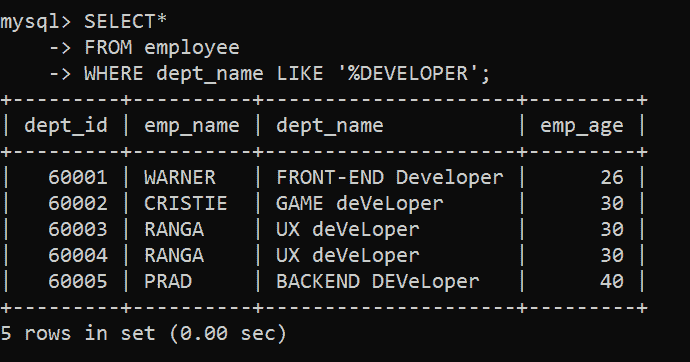 mysql> SELECT*
    -> FROM employee
    -> WHERE dept_name LIKE '%DEVELOPER';
+---------+----------+---------------------+---------+
| dept_id | emp_name | dept_name           | emp_age |
+---------+----------+---------------------+---------+
|   60001 | WARNER   | FRONT-END Developer |      26 |
|   60002 | CRISTIE  | GAME deVeLoper      |      30 |
|   60003 | RANGA    | UX deVeLoper        |      30 |
|   60004 | RANGA    | UX deVeLoper        |      30 |
|   60005 | PRAD     | BACKEND DEVeLoper   |      40 |
+---------+----------+---------------------+---------+
5 rows in set (0.00 sec)